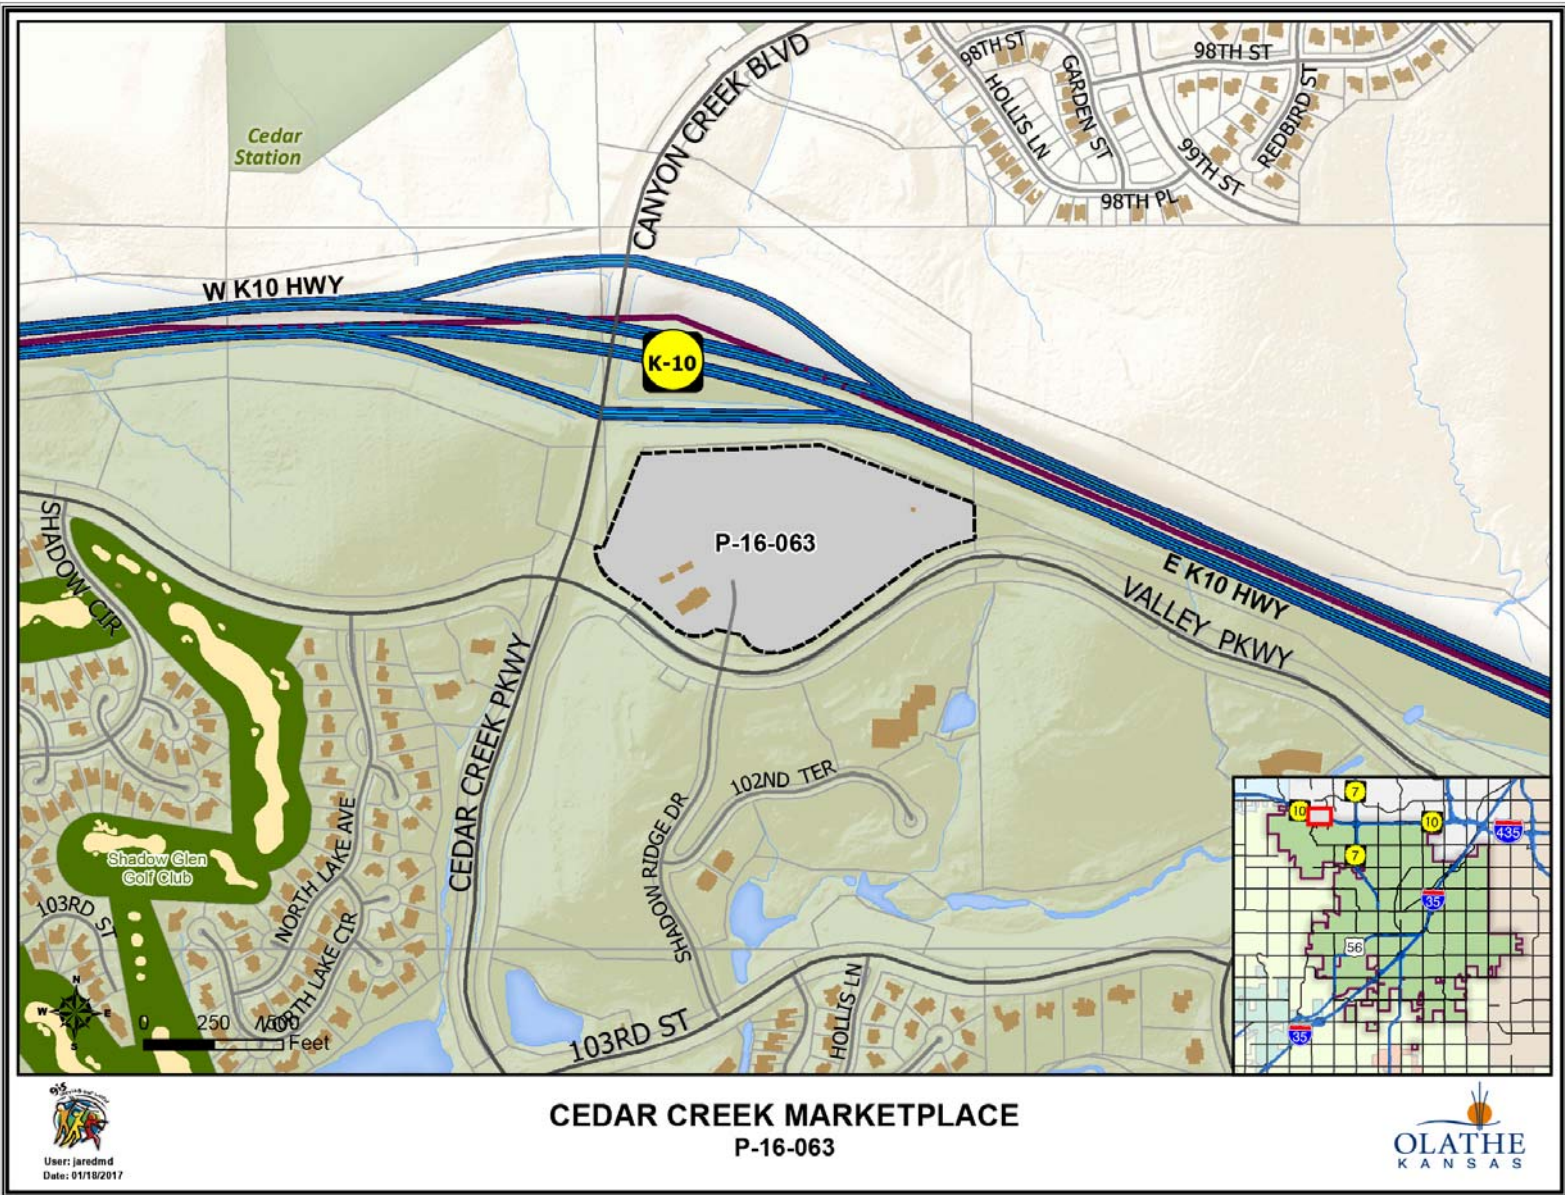 98TH ST
98TH ST
GARDEN ST
HOLLIS LN
REDBIRD ST
99TH ST
98TH PL
CANYON CREEK BLVD
Cedar
Station
W K10 HWY
K-10
P-16-063
E K10 HWY
VALLEY PKWY
SHADOW CIR
CEDAR CREEK PKWY
102ND TER
SHADOW RIDGE DR
NORTH LAKE AVE
Shadow Glen
Golf Club
103RD ST
NORTH LAKE CIR
103RD ST
HOLLIS LN
N
W
E
S
0 250 500
Feet
7
10
10
435
7
35
56
35
CEDAR CREEK MARKETPLACE
P-16-063
gis
User: jaredmd
Date: 01/18/2017
OLATHE
KANSAS